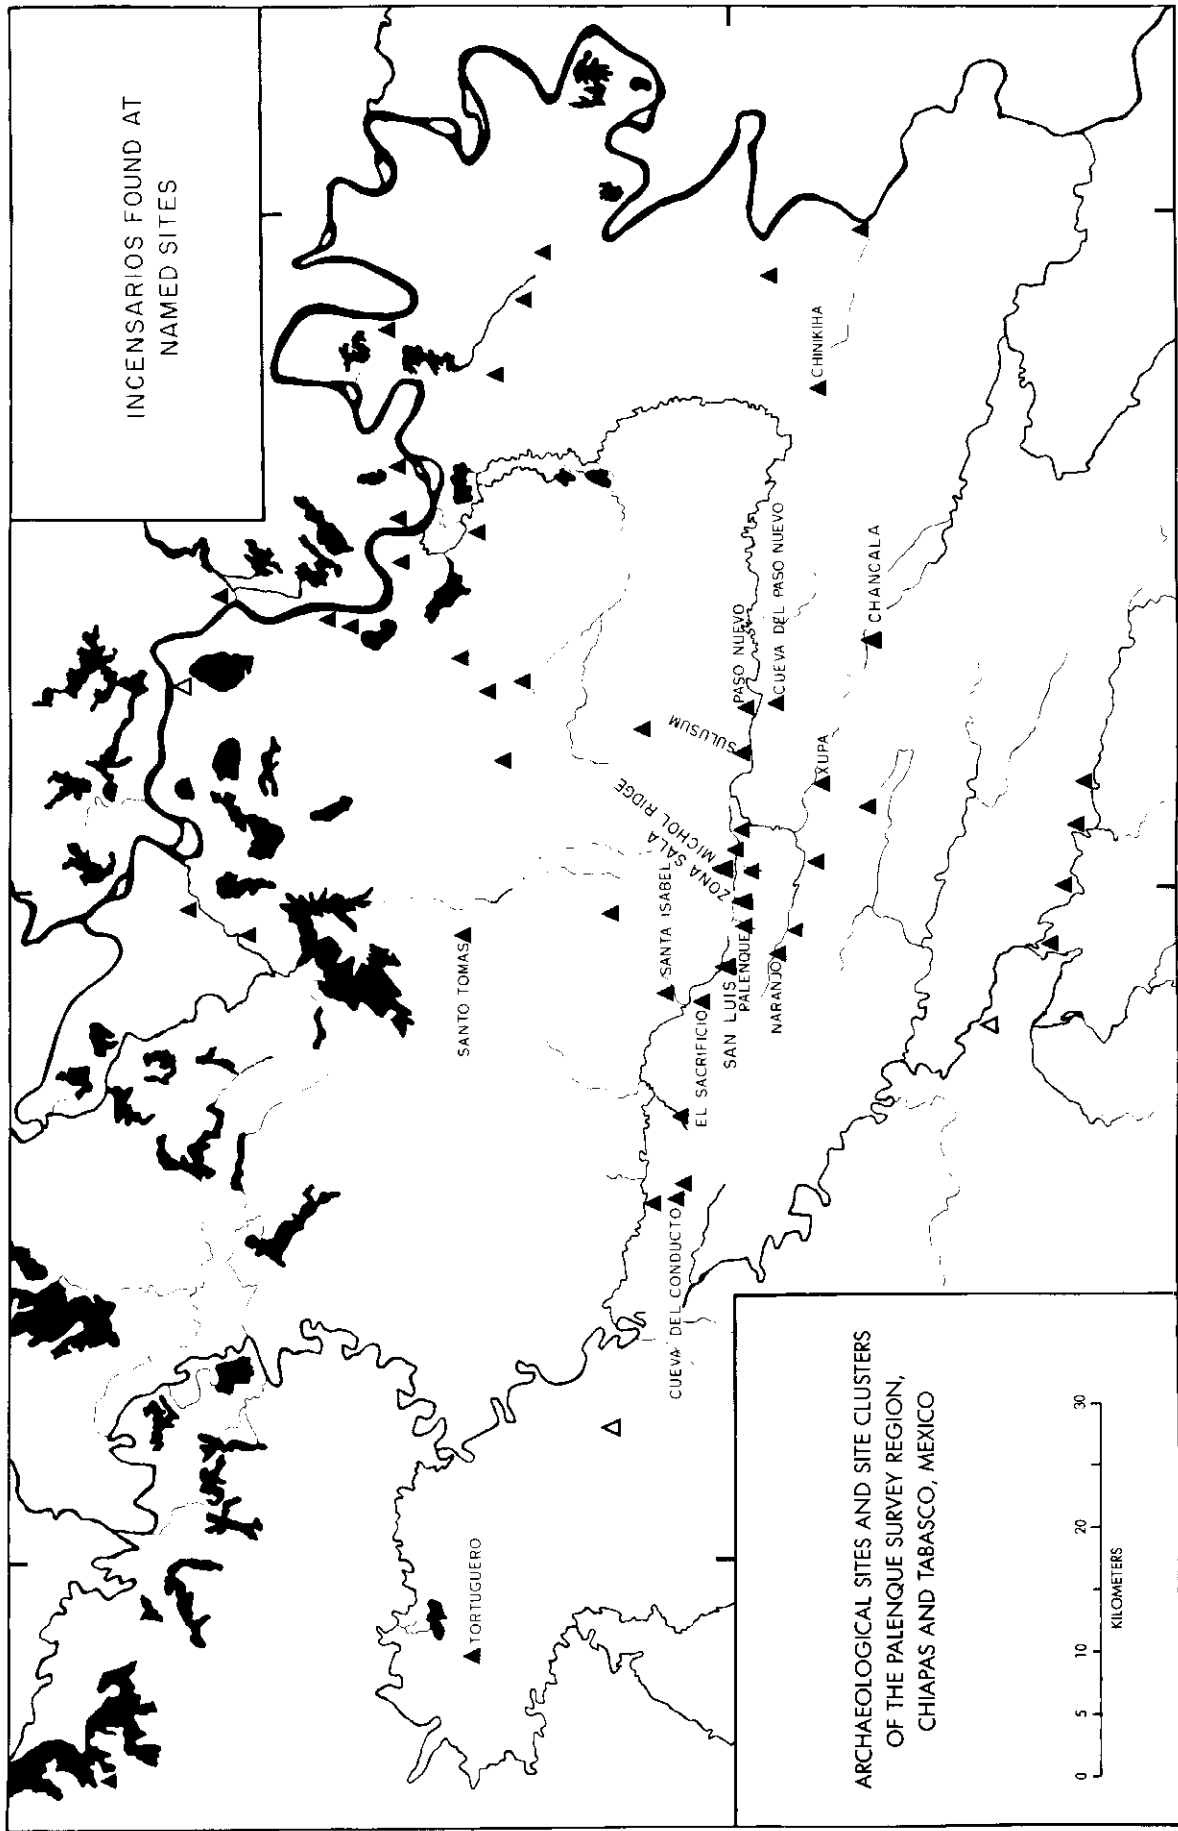 INCENSARIOS FOUND AT
NAMED SITES
TORTUGUERO
SANTO TOMAS
CUEVA DEL CONDUCTO
EL SACRIFICIO
SANTA ISABEL
SAN LUIS
PALENQUE
NARANJO
ZONA SALA
MICHOL RIDGE
SULUSUM
PASO NUEVO
CUEVA DEL PASO NUEVO
XUPA
CHANCALA
CHINIKIHA
ARCHAEOLOGICAL SITES AND SITE CLUSTERS
OF THE PALENQUE SURVEY REGION,
CHIAPAS AND TABASCO, MEXICO
0 5 10 20 30
KILOMETERS